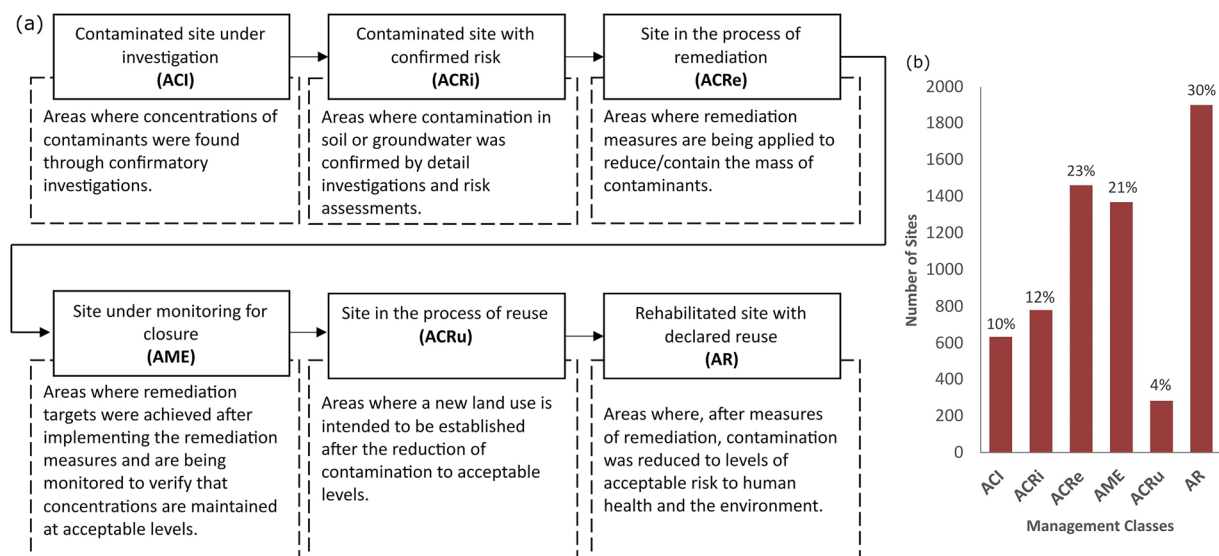 (a)
Contaminated site under
investigation
(ACI)
Areas where concentrations of
contaminants were found
through confirmatory
investigations.
Contaminated site with
confirmed risk
(ACRi)
Areas where contamination in
soil or groundwater was
confirmed by detail
investigations and risk
assessments.
Site in the process of
remediation
(ACRe)
Areas where remediation
measures are being applied to
reduce/contain the mass of
contaminants.
Site under monitoring for
closure
(AME)
Areas where remediation
targets were achieved after
implementing the remediation
measures and are being
monitored to verify that
concentrations are maintained
at acceptable levels.
Site in the process of reuse
(ACRu)
Areas where a new land use is
intended to be established
after the reduction of
contamination to acceptable
levels.
Rehabilitated site with
declared reuse
(AR)
Areas where, after measures
of remediation, contamination
was reduced to levels of
acceptable risk to human
health and the environment.
(b)
Number of Sites
2000
1800
1600
1400
1200
1000
800
600
400
200
0
10%
12%
23%
21%
4%
30%
ACI
ACRi
ACRe
AME
ACRu
AR
Management Classes